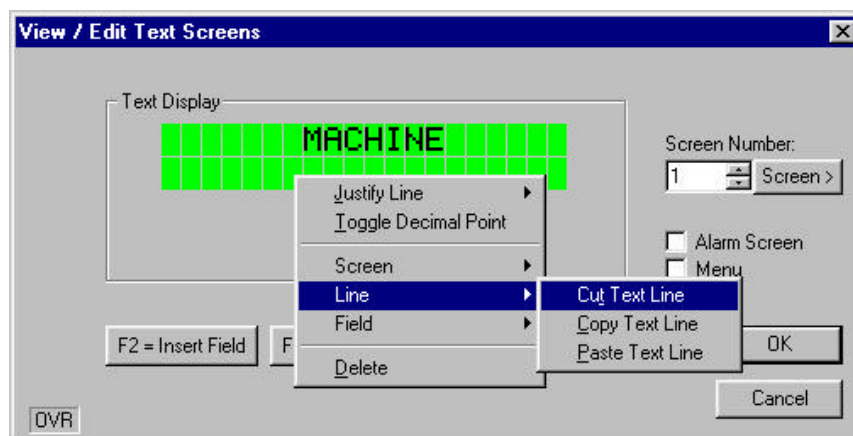 View / Edit Text Screens
Text Display
MACHINE
Screen Number:
1
Screen >
Justify Line
Toggle Decimal Point
Alarm Screen
Screen
Menu
Line
Cut Text Line
Field
Copy Text Line
F2 = Insert Field
F
OK
Paste Text Line
Delete
Cancel
OVR